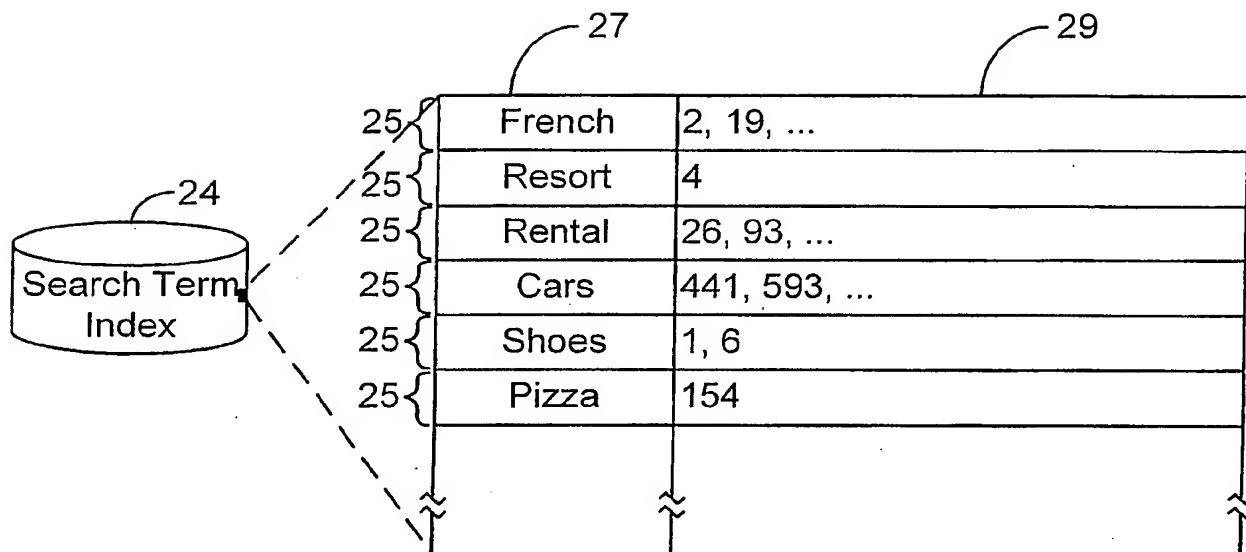 27
29
25 French 2, 19, ...
25 Resort 4
24
25 Rental 26, 93, ...
Search Term
Index
25 Cars 441, 593, ...
25 Shoes 1, 6
25 Pizza 154